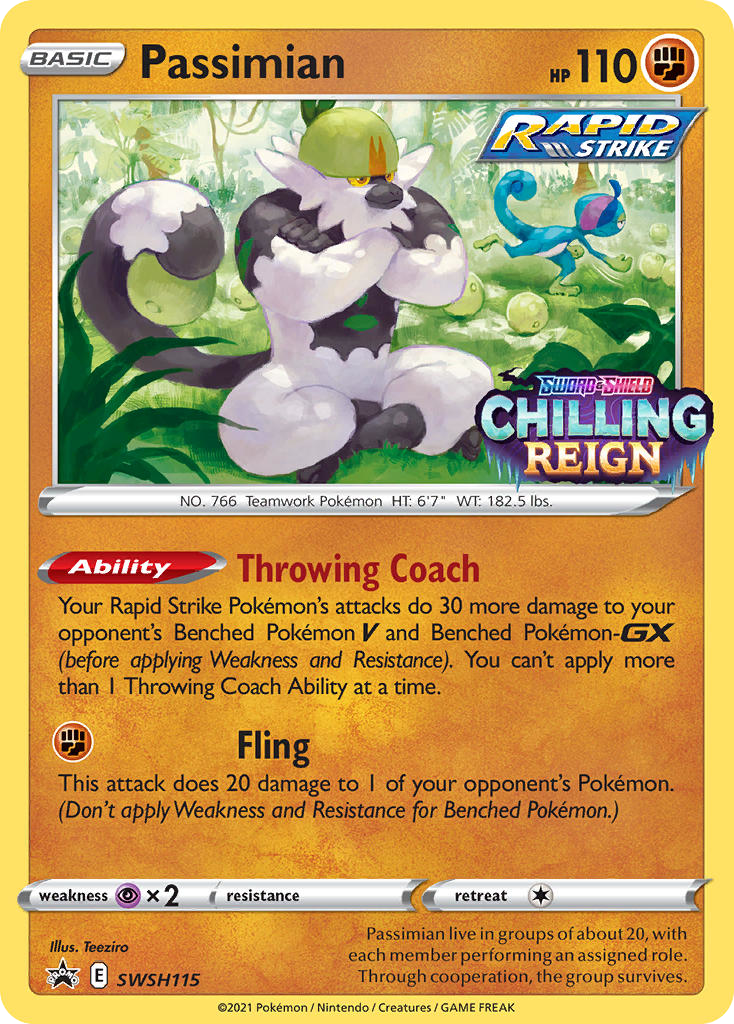 BASIC Passimian HP 110
RAPID
STRIKE
SWORD & SHIELD
CHILLING
REIGN
NO. 766 Teamwork Pokémon HT: 6'7" WT: 182.5 lbs.
Ability Throwing Coach
Your Rapid Strike Pokémon's attacks do 30 more damage to your
opponent's Benched Pokémon V and Benched Pokémon-GX
(before applying Weakness and Resistance). You can't apply more
than 1 Throwing Coach Ability at a time.
Fling
This attack does 20 damage to 1 of your opponent's Pokémon.
(Don't apply Weakness and Resistance for Benched Pokémon.)
weakness ×2 resistance retreat
Illus. Teeziro
PROMO E SWSH115
Passimian live in groups of about 20, with
each member performing an assigned role.
Through cooperation, the group survives.
©2021 Pokémon / Nintendo / Creatures / GAME FREAK